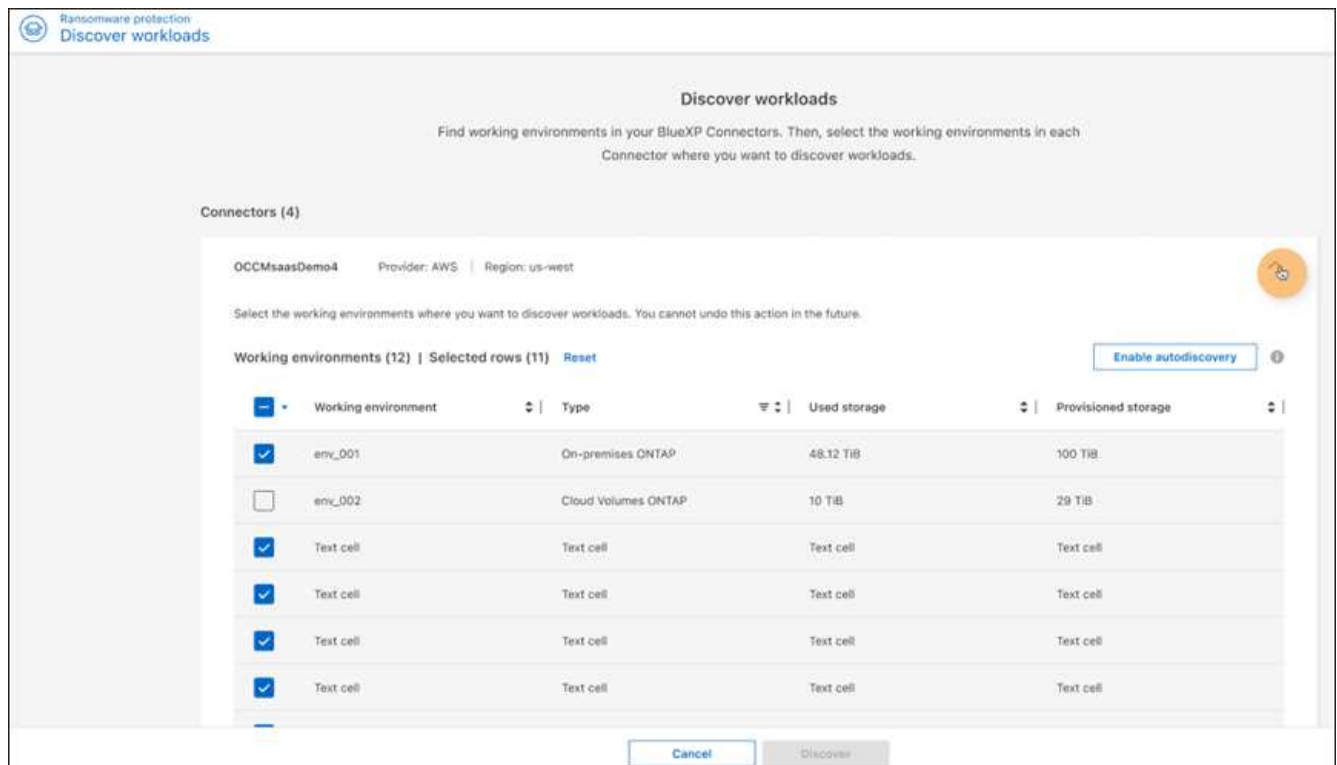 Ransomware protection
Discover workloads
Discover workloads
Find working environments in your BlueXP Connectors. Then, select the working environments in each
Connector where you want to discover workloads.
Connectors (4)
OCCMsaasDemo4 Provider: AWS | Region: us-west
Select the working environments where you want to discover workloads. You cannot undo this action in the future.
Working environments (12) | Selected rows (11) Reset Enable autodiscovery
Working environment Type Used storage Provisioned storage
env_001 On-premises ONTAP 48.12 TiB 100 TiB
env_002 Cloud Volumes ONTAP 10 TiB 29 TiB
Text cell Text cell Text cell Text cell
Text cell Text cell Text cell Text cell
Text cell Text cell Text cell Text cell
Text cell Text cell Text cell Text cell
Cancel Discover